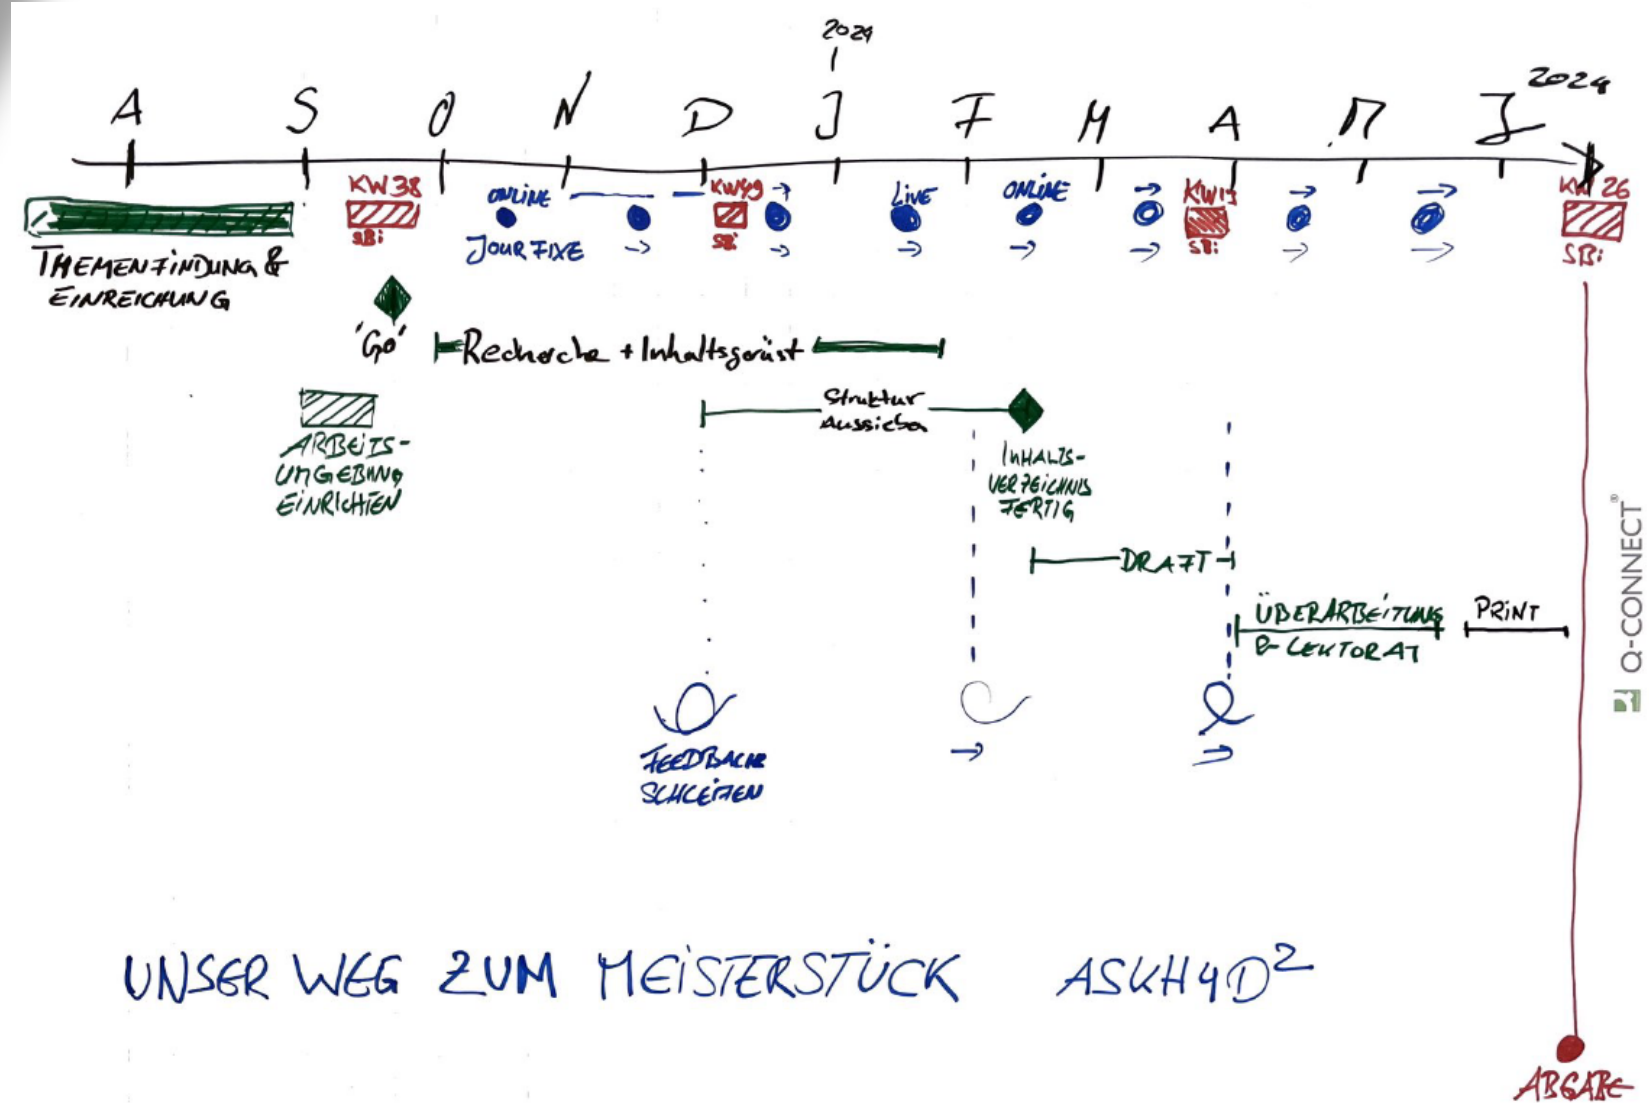 2024
A S O N D J F M A M J
2024
KW 38
SBi
ONLINE
JOUR FIXE
KW49
SBi
LiVE
ONLiNE
KW13
SBi
KW 26
SBi
THEMENFiNDUNG &
EiNREICHUNG
"GO"
Recherche + Inhaltsgerüst
ARBEiTS-
UMGEBUNG
EiNRICHTEN
Struktur
INHALTS-
VERZEICHNIS
FERTIG
DRAFT
ÜBERARBEiTUNG
& LEKTORAT
PRiNT
FEEDBACK
SCHLEIFEN
UNSER WEG ZUM MEiSTERSTÜCK ASKH4D²
ABGABE
Q-CONNECT®